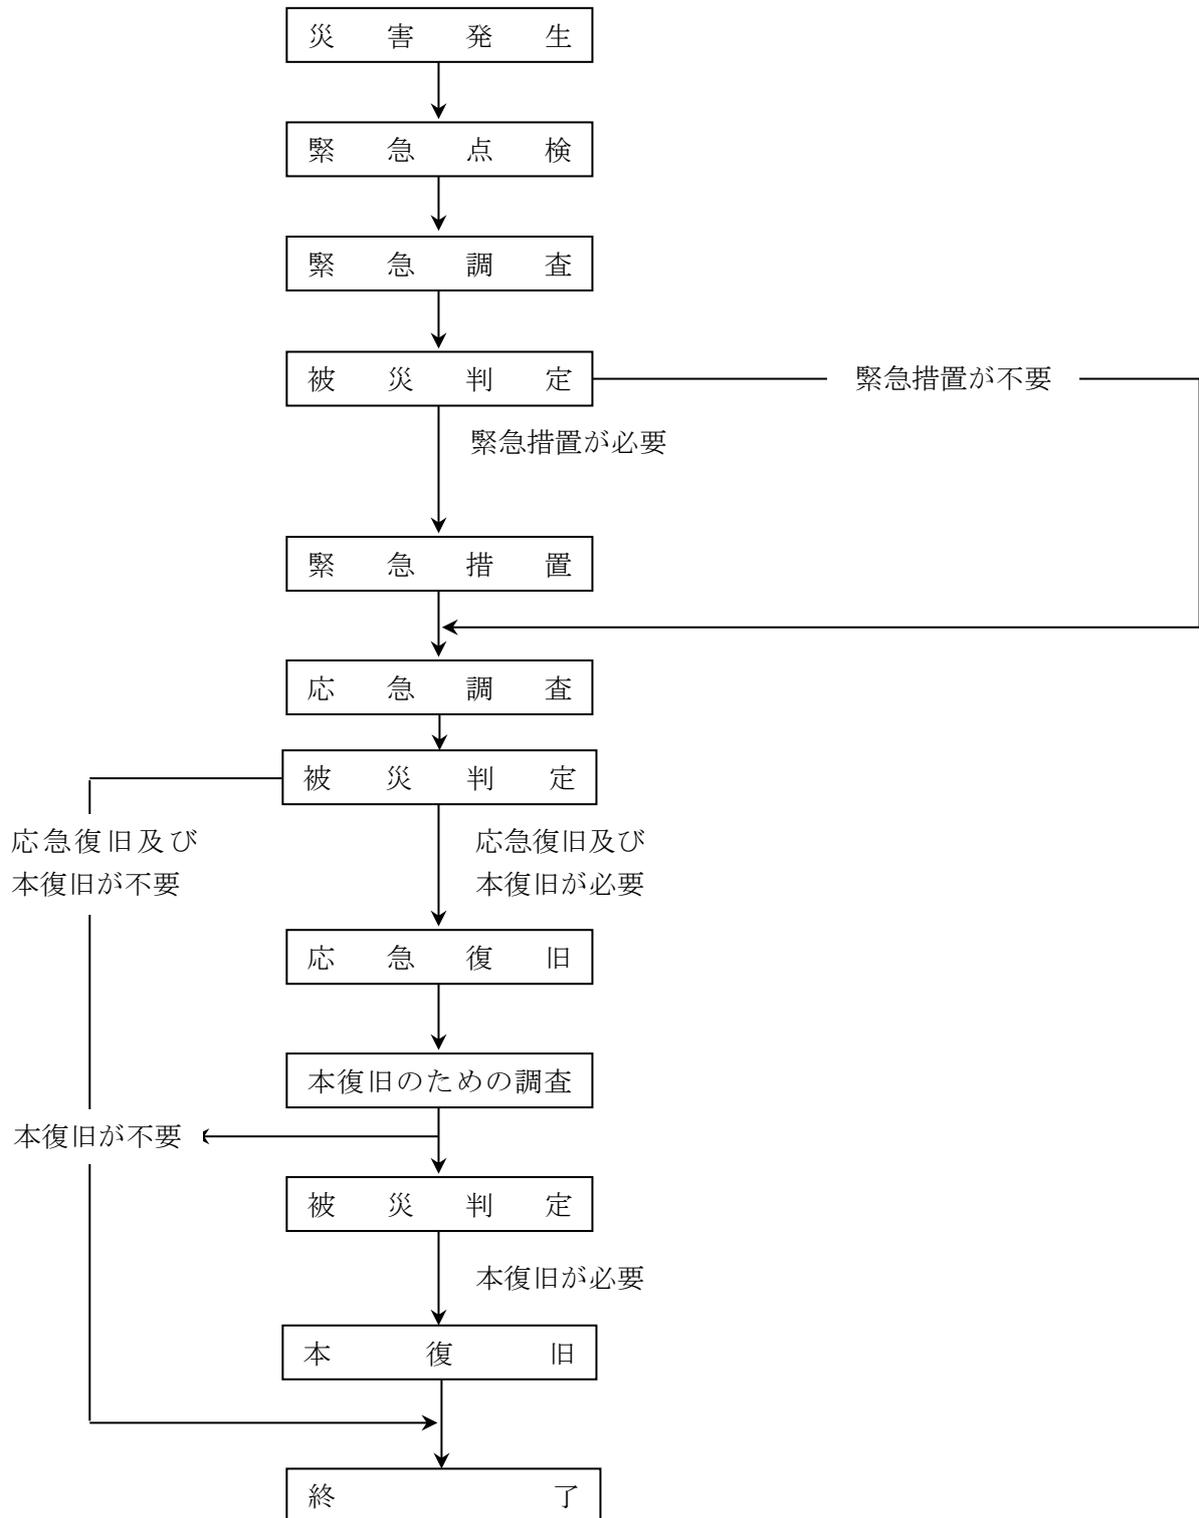 災害発生
緊急点検
緊急調査
被災判定
緊急措置が不要
緊急措置が必要
緊急措置
応急調査
被災判定
応急復旧及び
本復旧が不要
応急復旧及び
本復旧が必要
応急復旧
本復旧のための調査
本復旧が不要
被災判定
本復旧が必要
本復旧
終了